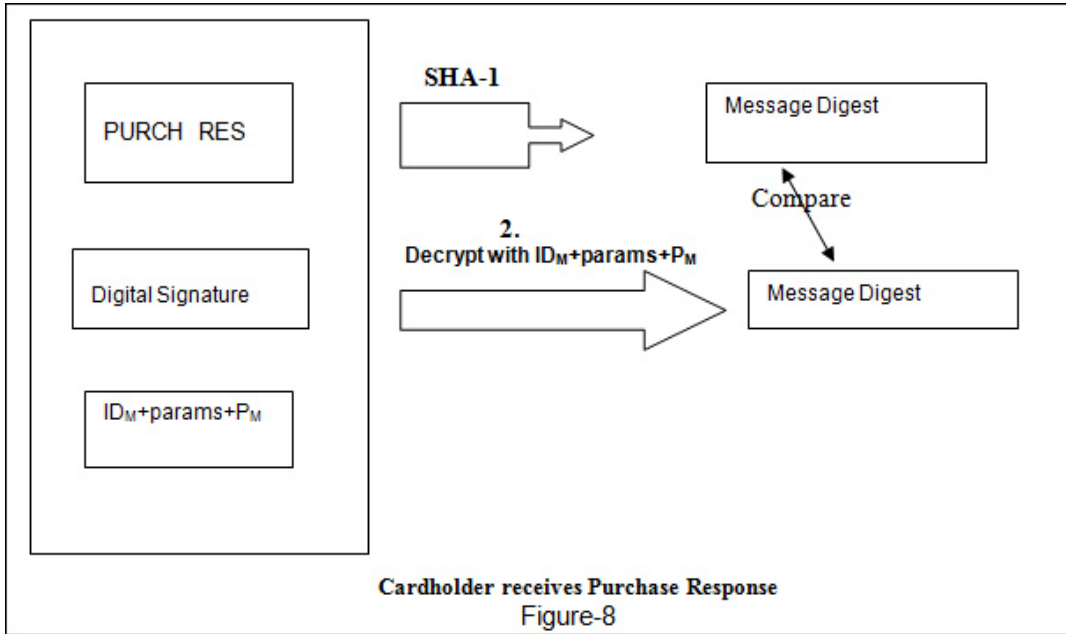 SHA-1
PURCH RES
Message Digest
Compare
2.
Decrypt with IDM+params+PM
Digital Signature
Message Digest
IDM+params+PM
Cardholder receives Purchase Response
Figure-8